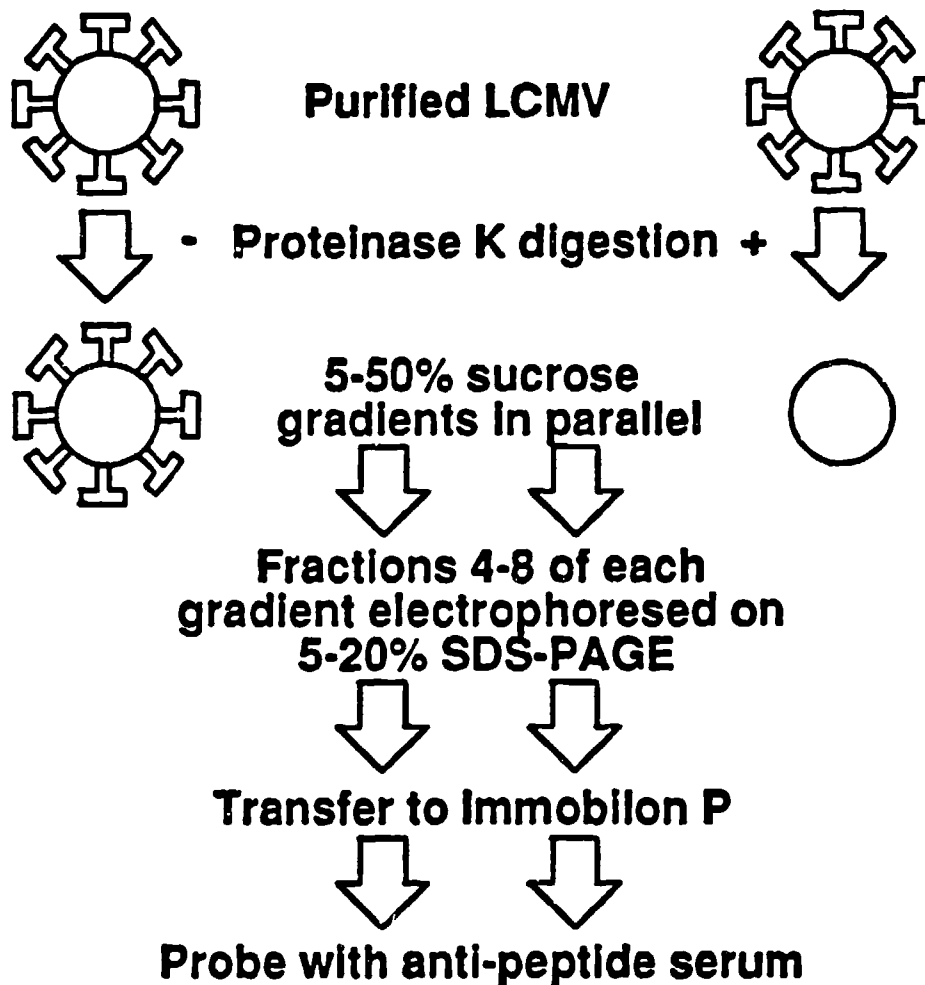 Purified LCMV
- Proteinase K digestion +
5-50% sucrose
gradients in parallel
Fractions 4-8 of each
gradient electrophoresed on
5-20% SDS-PAGE
Transfer to Immobilon P
Probe with anti-peptide serum